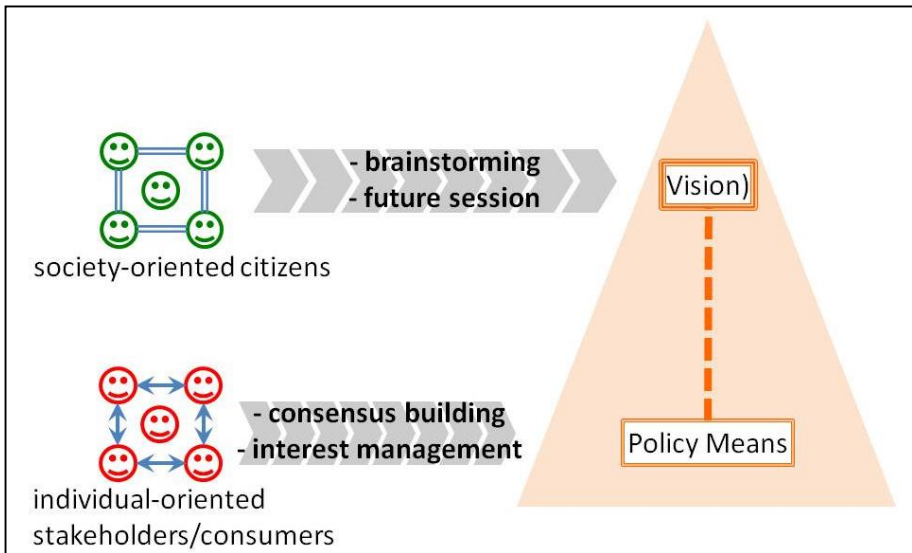 - brainstorming
- future session
Vision)
society-oriented citizens
- consensus building
- interest management
Policy Means
individual-oriented
stakeholders/consumers